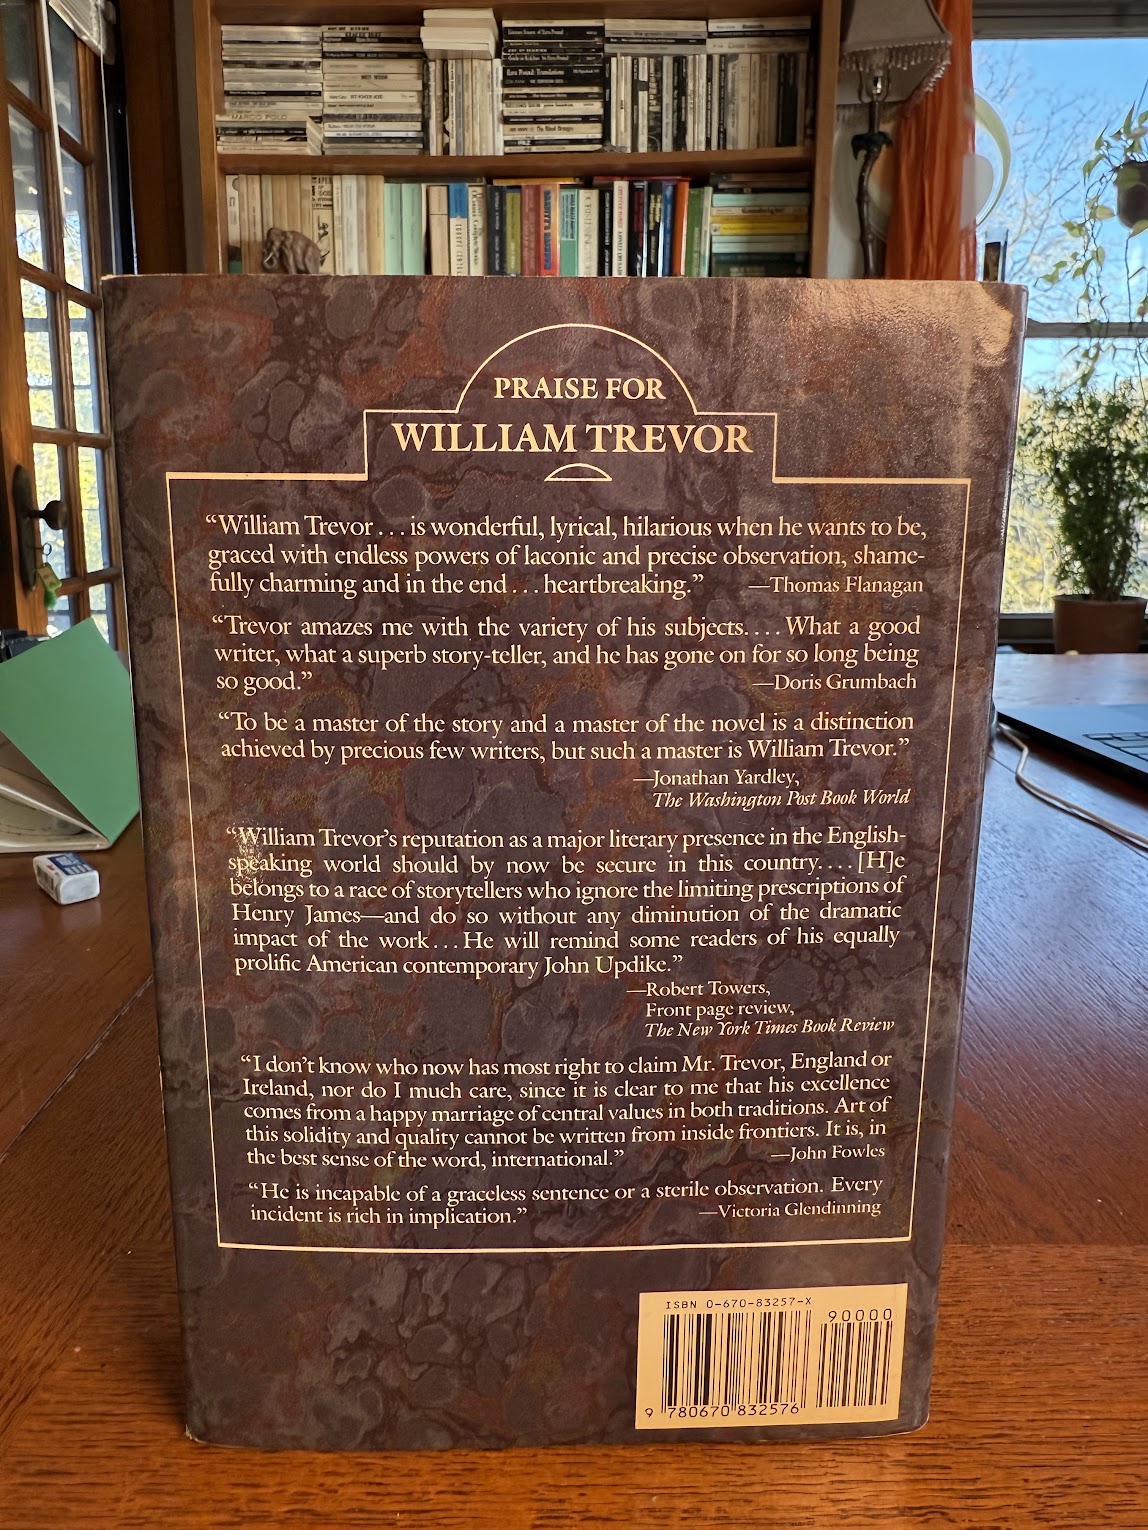 MARCO POLO
Ezra Pound: Translations
PRAISE FOR
WILLIAM TREVOR
“William Trevor . . . is wonderful, lyrical, hilarious when he wants to be,
graced with endless powers of laconic and precise observation, shame-
fully charming and in the end . . . heartbreaking.” —Thomas Flanagan
“Trevor amazes me with the variety of his subjects. . . . What a good
writer, what a superb story-teller, and he has gone on for so long being
so good.” —Doris Grumbach
“To be a master of the story and a master of the novel is a distinction
achieved by precious few writers, but such a master is William Trevor.”
—Jonathan Yardley,
The Washington Post Book World
“William Trevor’s reputation as a major literary presence in the English-
speaking world should by now be secure in this country. . . . [H]e
belongs to a race of storytellers who ignore the limiting prescriptions of
Henry James—and do so without any diminution of the dramatic
impact of the work . . . He will remind some readers of his equally
prolific American contemporary John Updike.”
—Robert Towers,
Front page review,
The New York Times Book Review
“I don’t know who now has most right to claim Mr. Trevor, England or
Ireland, nor do I much care, since it is clear to me that his excellence
comes from a happy marriage of central values in both traditions. Art of
this solidity and quality cannot be written from inside frontiers. It is, in
the best sense of the word, international.” —John Fowles
“He is incapable of a graceless sentence or a sterile observation. Every
incident is rich in implication.” —Victoria Glendinning
ISBN 0-670-83257-X
90000
9 780670 832576